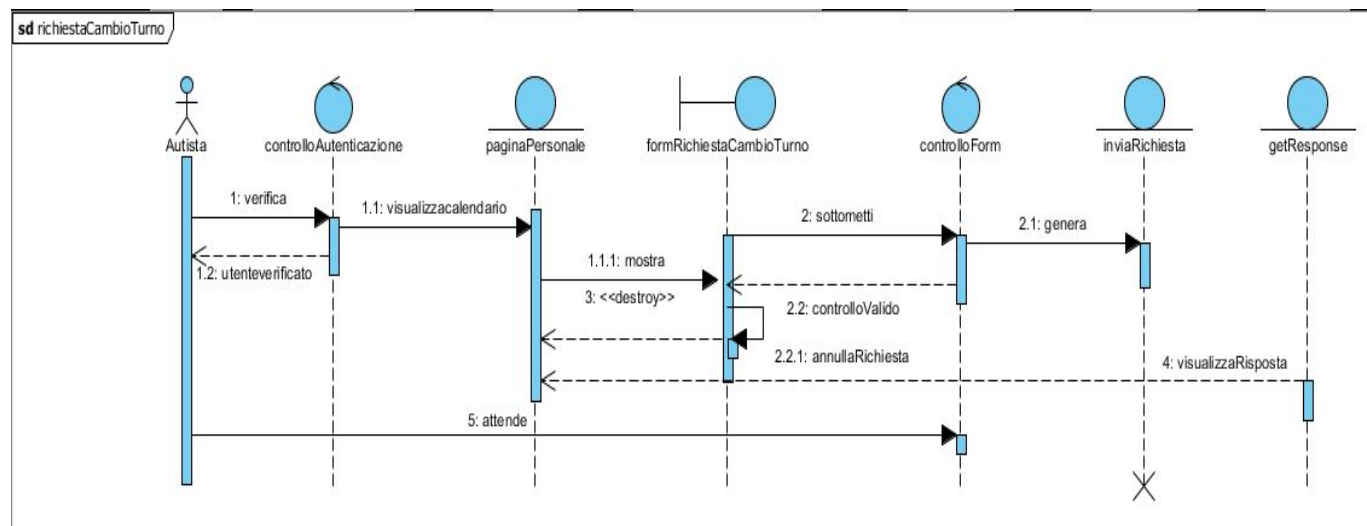 sd richiestaCambioTurno
Autista
controlloAutenticazione
paginaPersonale
formRichiestaCambioTurno
controlloForm
inviaRichiesta
getResponse
1: verifica
1.1: visualizzacalendario
2: sottometti
2.1: genera
1.2: utenteverificato
1.1.1: mostra
3: <<destroy>>
2.2: controlloValido
2.2.1: annullaRichiesta
4: visualizzaRisposta
5: attende